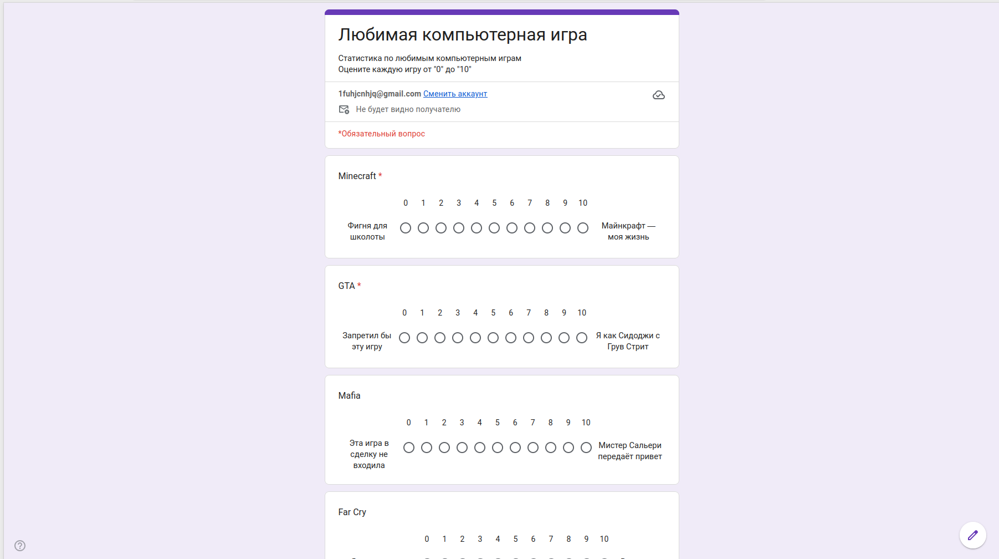 Любимая компьютерная игра
Статистика по любимым компьютерным играм
Оцените каждую игру от "0" до "10"
1fuhjcnhjq@gmail.com Сменить аккаунт
Не будет видно получателю
*Обязательный вопрос
Minecraft *
0 1 2 3 4 5 6 7 8 9 10
Фигня для
школоты
Майнкрафт —
моя жизнь
GTA *
0 1 2 3 4 5 6 7 8 9 10
Запретил бы
эту игру
Я как Сидоджи с
Грув Стрит
Mafia
0 1 2 3 4 5 6 7 8 9 10
Эта игра в
сделку не
входила
Мистер Сальери
передаёт привет
Far Cry
0 1 2 3 4 5 6 7 8 9 10